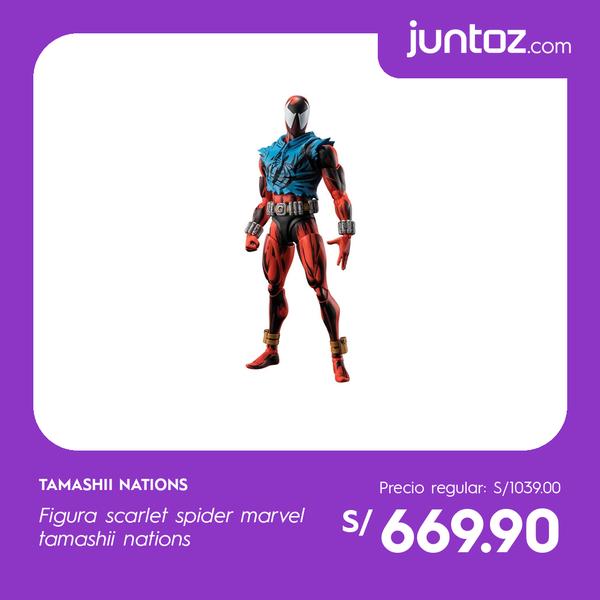 juntoz.com
TAMASHII NATIONS
Figura scarlet spider marvel
tamashii nations
Precio regular: S/1039.00
S/ 669.90